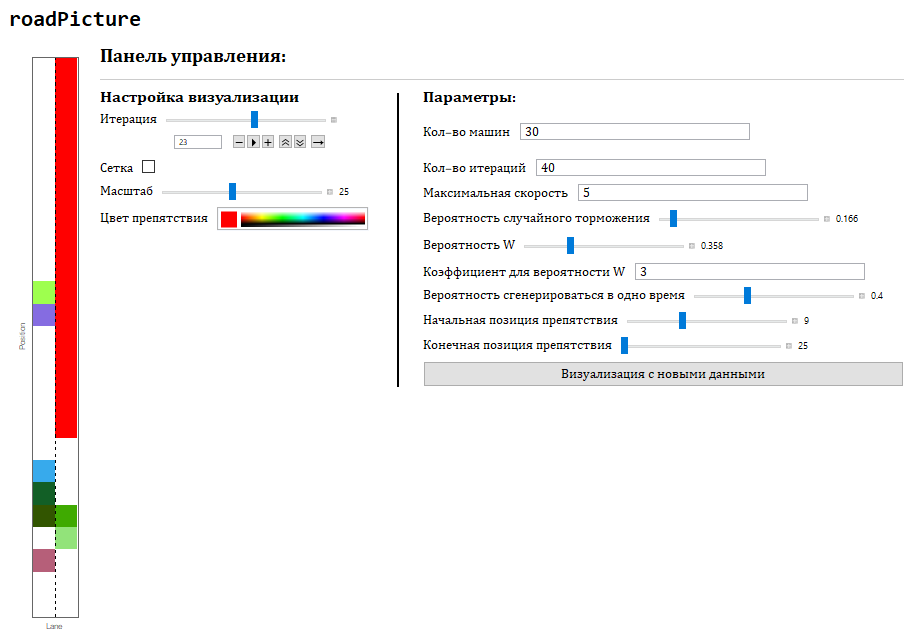 roadPicture
Панель управления:
Настройка визуализации
Итерация
23
Сетка
Масштаб 25
Цвет препятствия
Параметры:
Кол-во машин 30
Кол-во итераций 40
Максимальная скорость 5
Вероятность случайного торможения 0.166
Вероятность W 0.358
Коэффициент для вероятности W 3
Вероятность сгенерироваться в одно время 0.4
Начальная позиция препятствия 9
Конечная позиция препятствия 25
Визуализация с новыми данными
Position
Lane